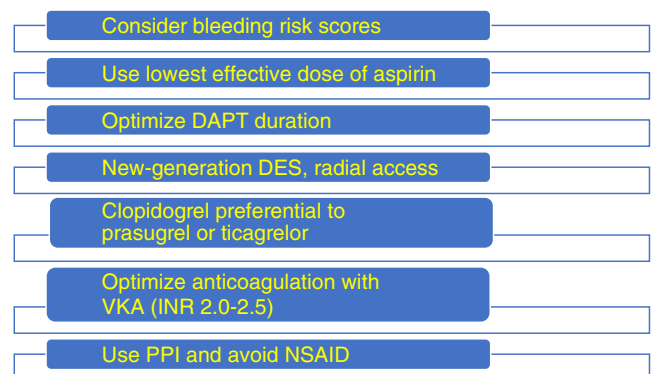 Consider bleeding risk scores
Use lowest effective dose of aspirin
Optimize DAPT duration
New-generation DES, radial access
Clopidogrel preferential to
prasugrel or ticagrelor
Optimize anticoagulation with
VKA (INR 2.0-2.5)
Use PPI and avoid NSAID